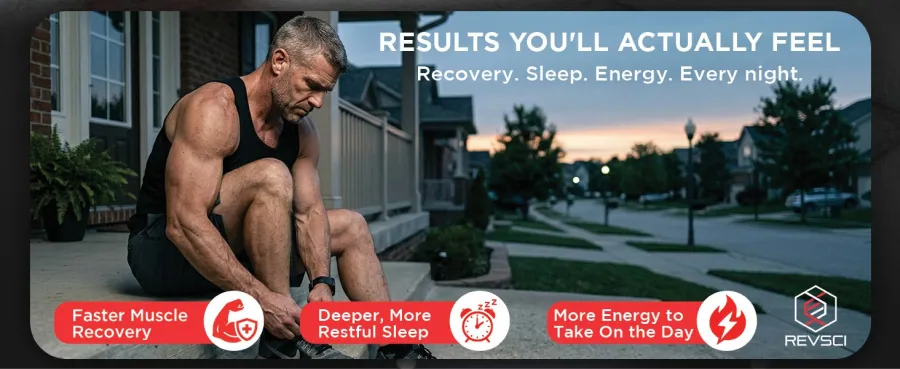 RESULTS YOU'LL ACTUALLY FEEL
Recovery. Sleep. Energy. Every night.
Faster Muscle
Recovery
Deeper, More
Restful Sleep
zzz
More Energy to
Take On the Day
REVSCI